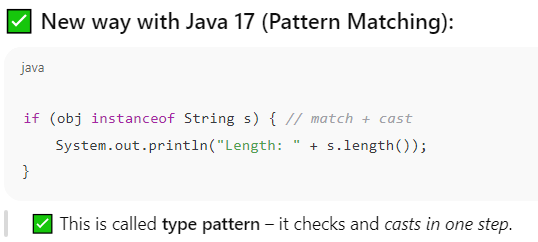 ✅ New way with Java 17 (Pattern Matching):
java
if (obj instanceof String s) { // match + cast
    System.out.println("Length: " + s.length());
}
✅ This is called type pattern – it checks and casts in one step.